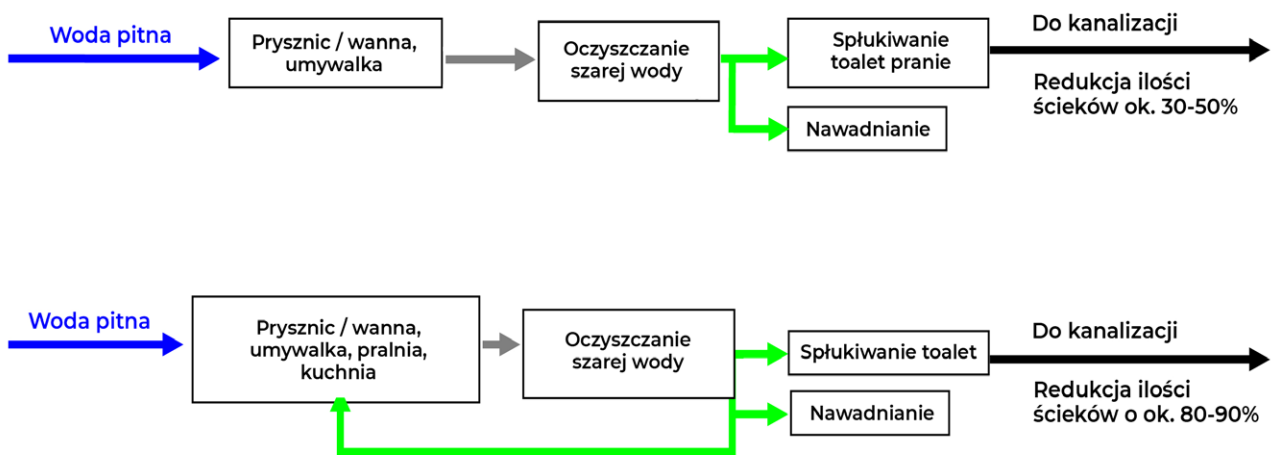 Woda pitna
Prysznic / wanna,
umywalka
Oczyszczanie
szarej wody
Spłukiwanie
toalet pranie
Nawadnianie
Do kanalizacji
Redukcja ilości
ścieków ok. 30-50%
Woda pitna
Prysznic / wanna,
umywalka, pralnia,
kuchnia
Oczyszczanie
szarej wody
Spłukiwanie toalet
Nawadnianie
Do kanalizacji
Redukcja ilości
ścieków o ok. 80-90%